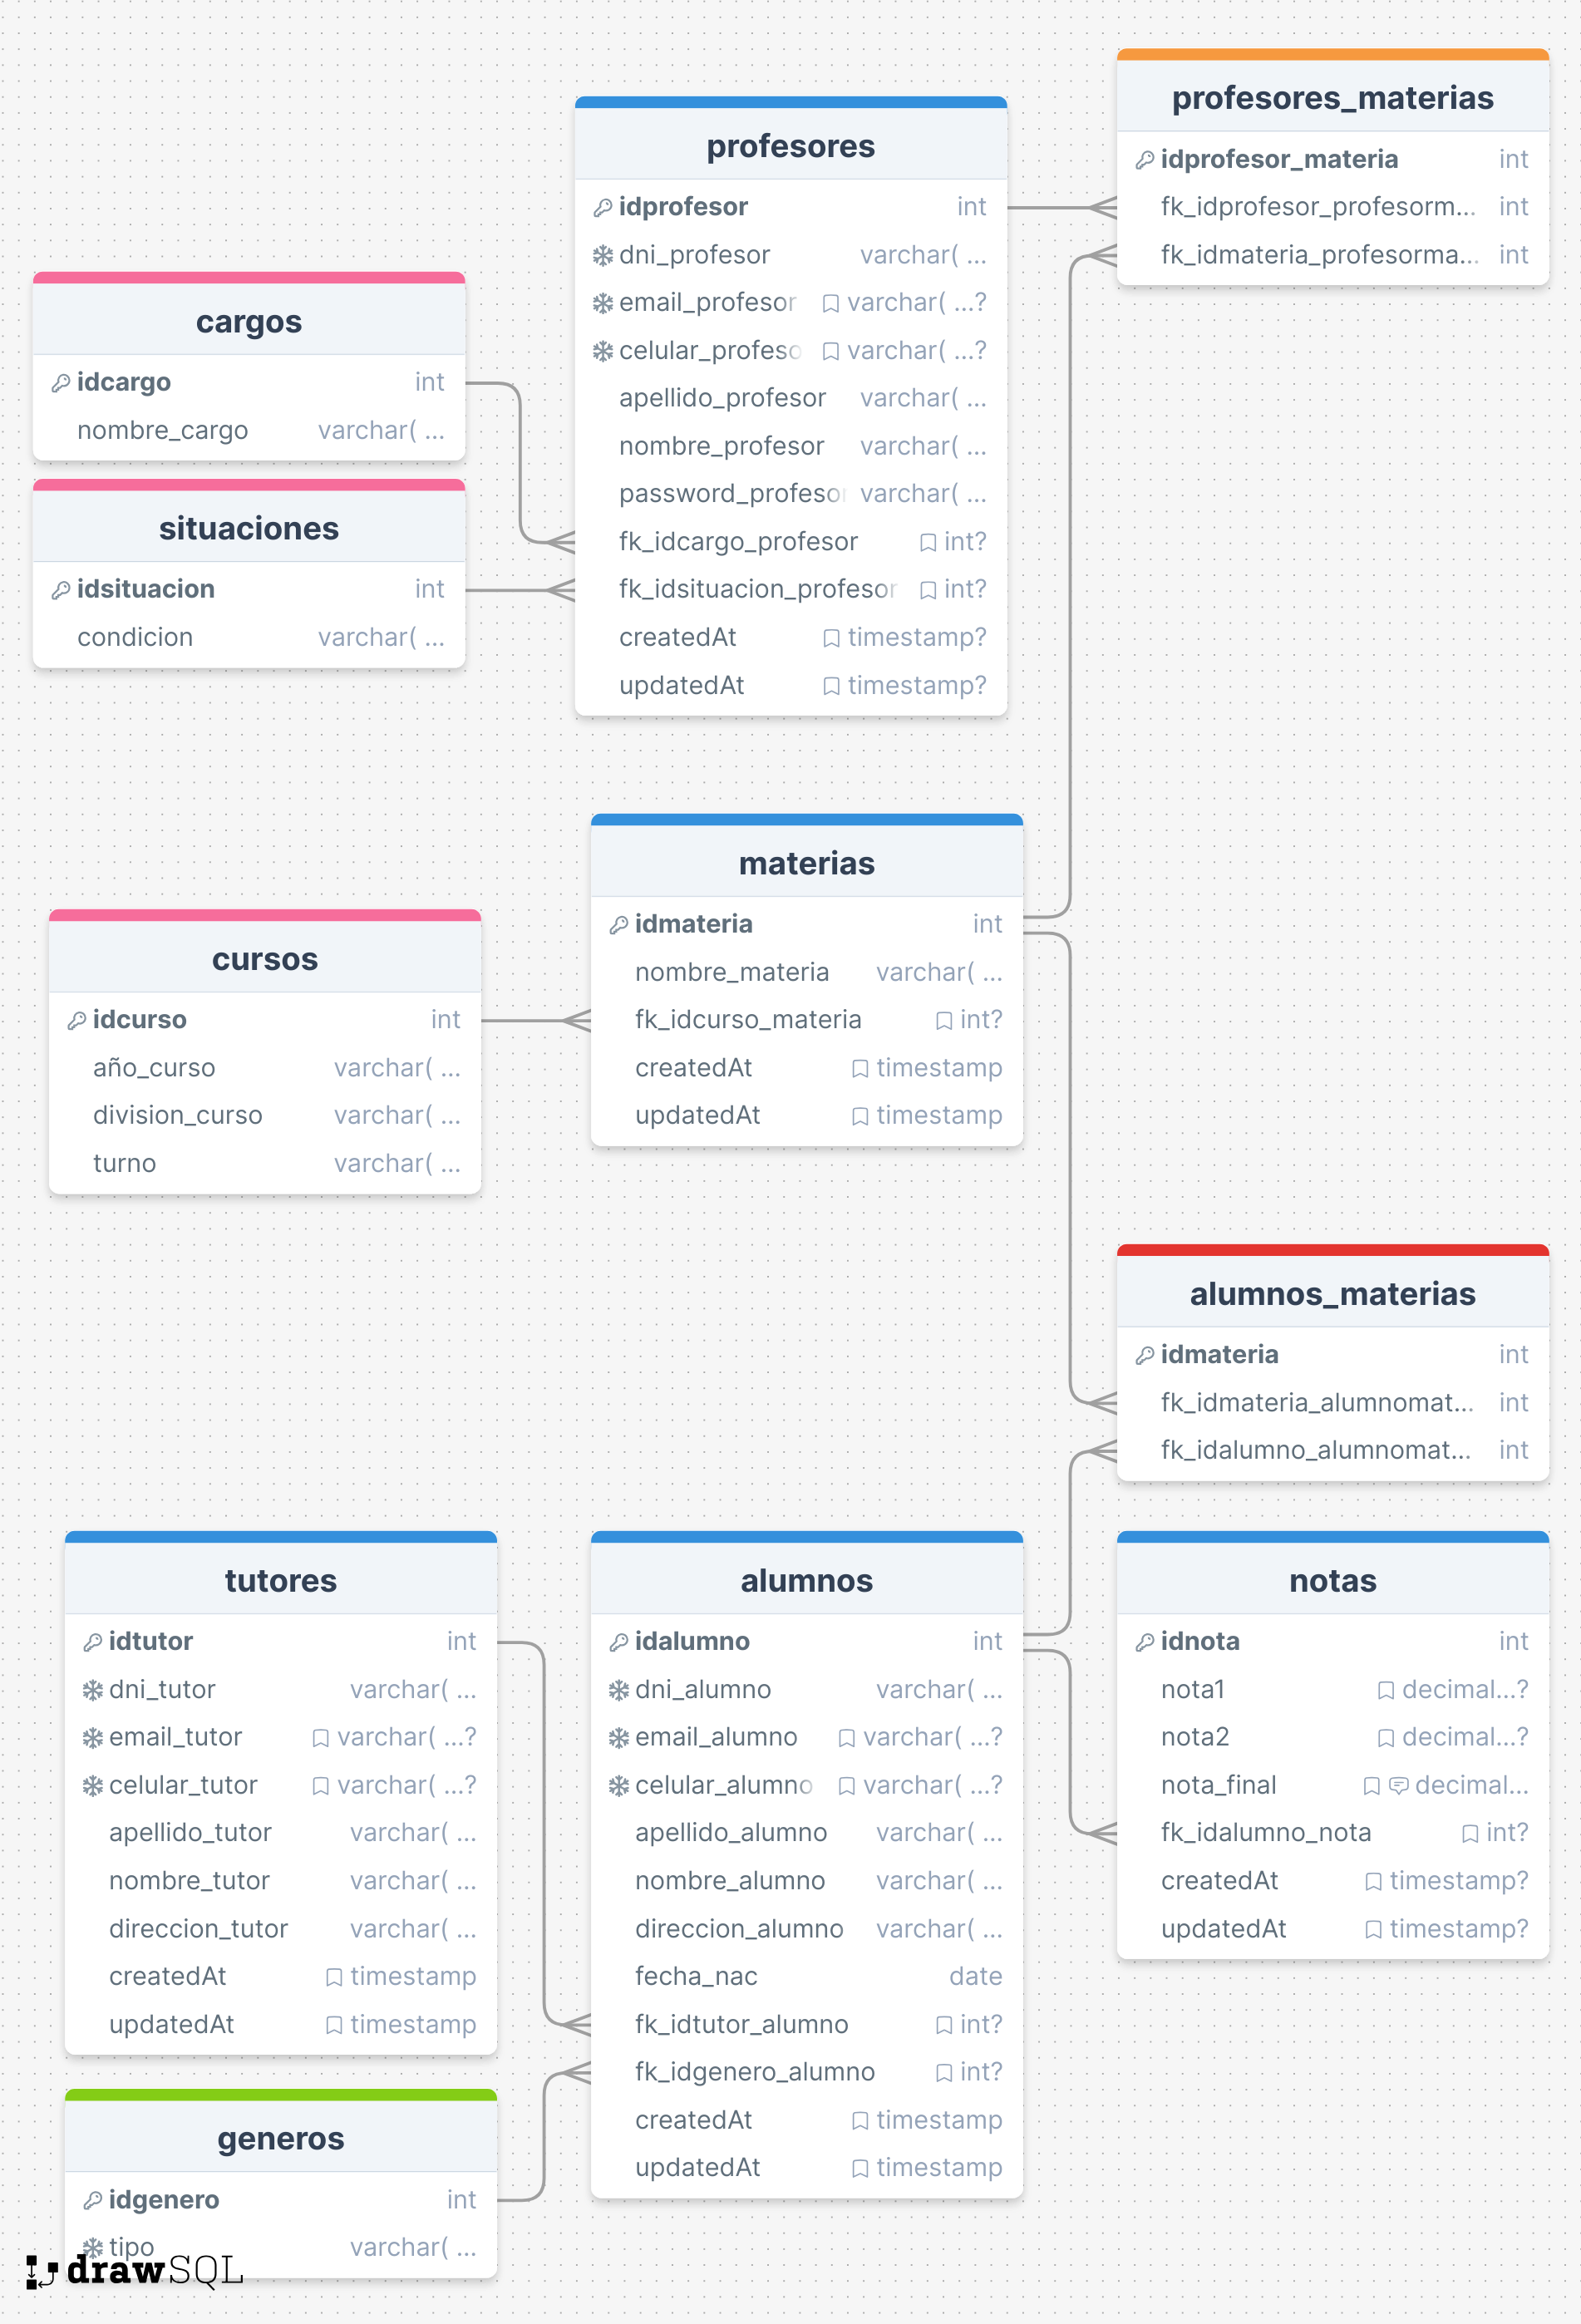 profesores_materias
idprofesor_materia int
fk_idprofesor_profesorm... int
fk_idmateria_profesorma... int
profesores
idprofesor int
dni_profesor varchar( ...
email_profesor varchar( ...?
celular_profeso varchar( ...?
apellido_profesor varchar( ...
nombre_profesor varchar( ...
password_profesor varchar( ...
fk_idcargo_profesor int?
fk_idsituacion_profesor int?
createdAt timestamp?
updatedAt timestamp?
cargos
idcargo int
nombre_cargo varchar( ...
situaciones
idsituacion int
condicion varchar( ...
materias
idmateria int
nombre_materia varchar( ...
fk_idcurso_materia int?
createdAt timestamp
updatedAt timestamp
cursos
idcurso int
año_curso varchar( ...
division_curso varchar( ...
turno varchar( ...
alumnos_materias
idmateria int
fk_idmateria_alumnomat... int
fk_idalumno_alumnomat... int
tutores
idtutor int
dni_tutor varchar( ...
email_tutor varchar( ...?
celular_tutor varchar( ...?
apellido_tutor varchar( ...
nombre_tutor varchar( ...
direccion_tutor varchar( ...
createdAt timestamp
updatedAt timestamp
alumnos
idalumno int
dni_alumno varchar( ...
email_alumno varchar( ...?
celular_alumno varchar( ...?
apellido_alumno varchar( ...
nombre_alumno varchar( ...
direccion_alumno varchar( ...
fecha_nac date
fk_idtutor_alumno int?
fk_idgenero_alumno int?
createdAt timestamp
updatedAt timestamp
notas
idnota int
nota1 decimal...?
nota2 decimal...?
nota_final decimal...
fk_idalumno_nota int?
createdAt timestamp?
updatedAt timestamp?
generos
idgenero int
tipo varchar( ...
drawSQL